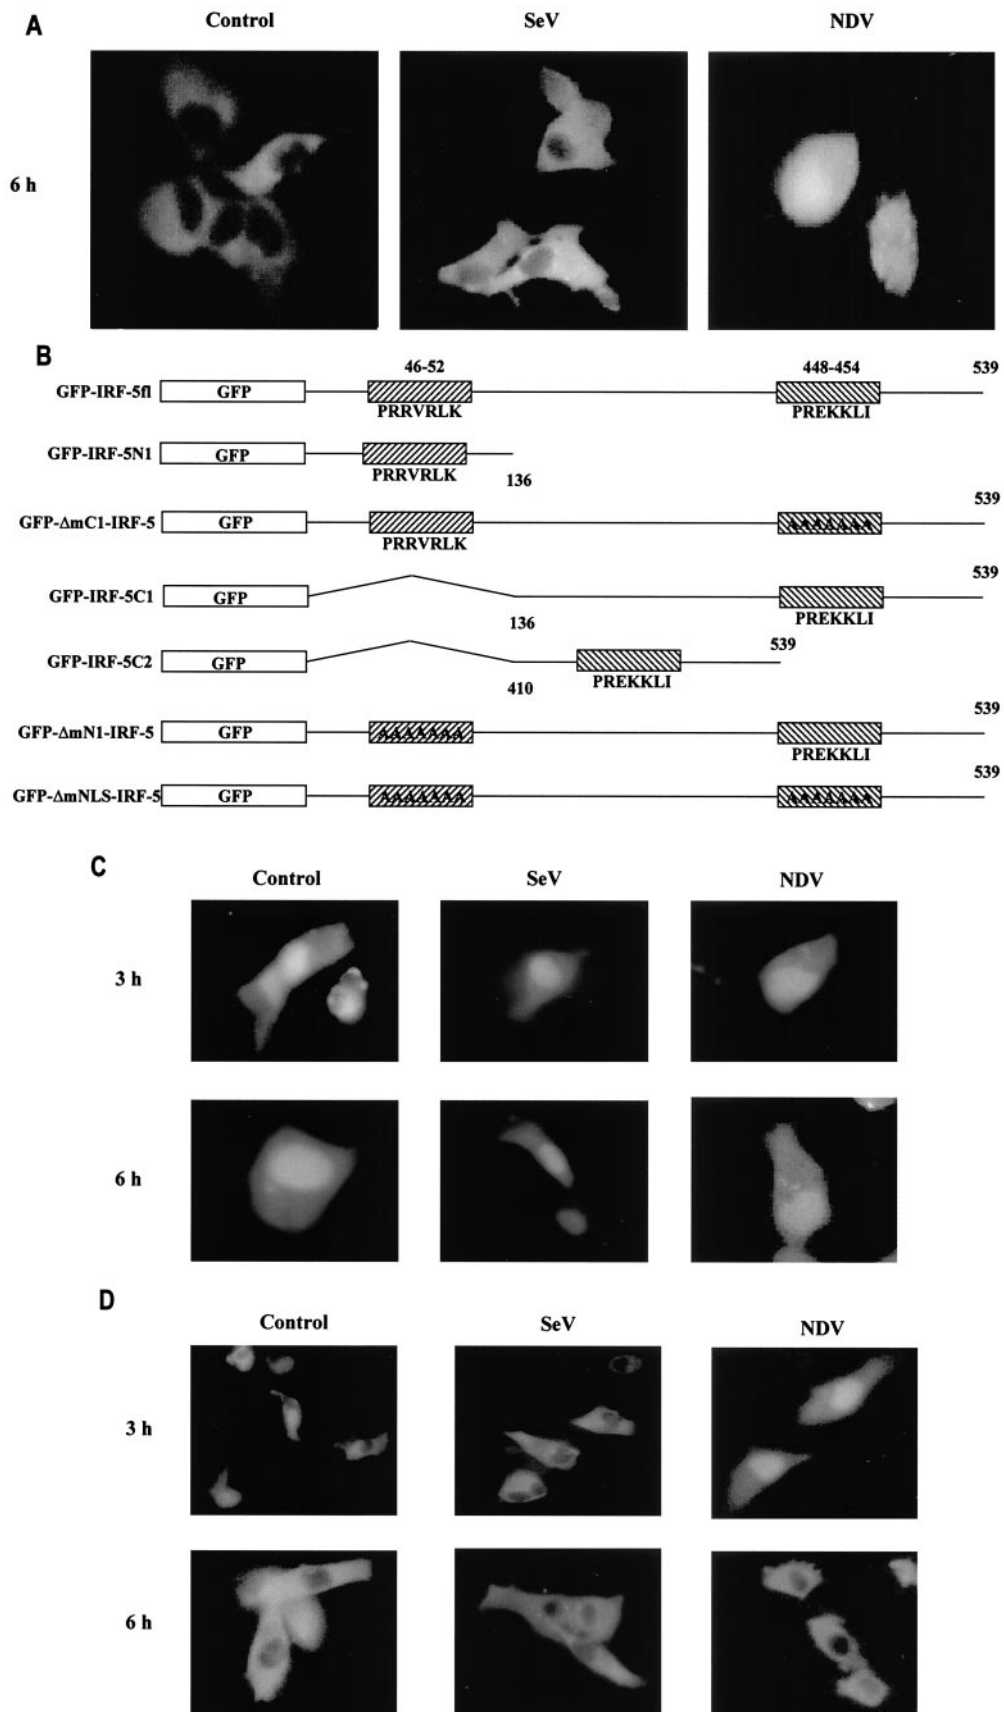 A
Control SeV NDV
6 h
B
46-52 448-454 539
GFP-IRF-5fl GFP
PRRVRLK PREKKLI
GFP-IRF-5N1 GFP
PRRVRLK 136
539
GFP-ΔmC1-IRF-5 GFP AAAAAAA
PRRVRLK
539
GFP-IRF-5C1 GFP
136 PREKKLI
539
GFP-IRF-5C2 GFP
410 PREKKLI
539
GFP-ΔmN1-IRF-5 GFP AAAAAAA
PREKKLI
539
GFP-ΔmNLS-IRF-5 GFP AAAAAAA AAAAAAA
C
Control SeV NDV
3 h
6 h
D
Control SeV NDV
3 h
6 h